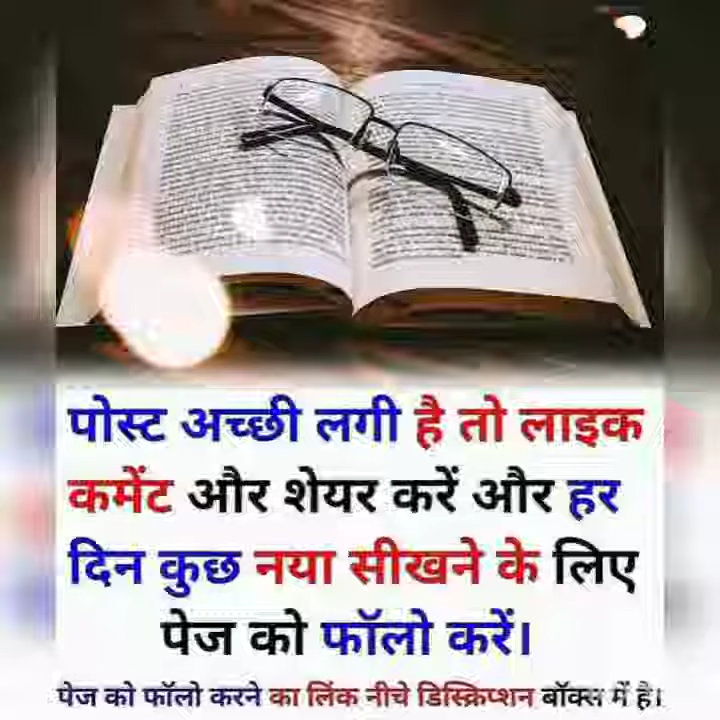 पोस्ट अच्छी लगी है तो लाइक
कमेंट और शेयर करें और हर
दिन कुछ नया सीखने के लिए
पेज को फॉलो करें।
पेज को फॉलो करने का लिंक नीचे डिस्क्रिप्शन बॉक्स में है।